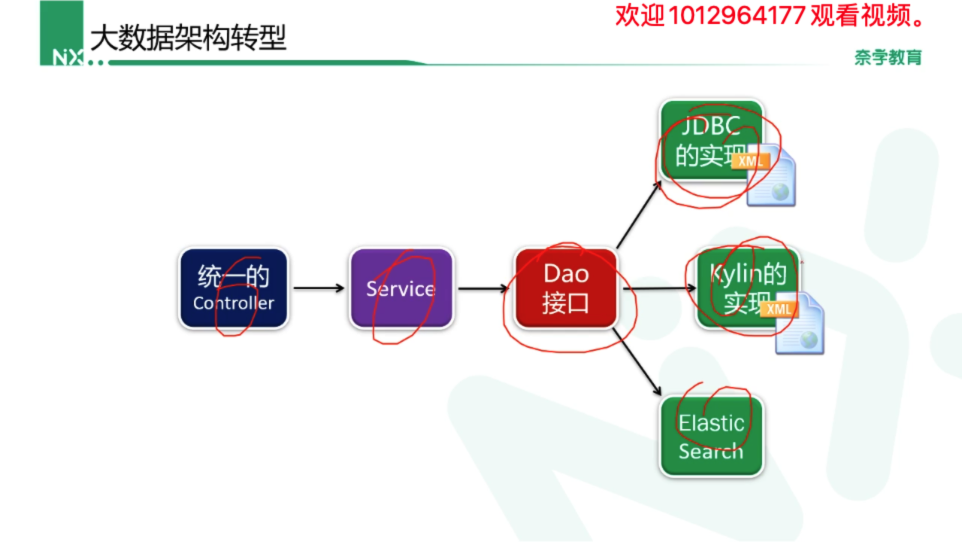 欢迎1012964177观看视频。
NX
大数据架构转型
奈学教育
JDBC
的实现
XML
统一的
Controller
Service
Dao
接口
Kylin的
实现
XML
Elastic
Search